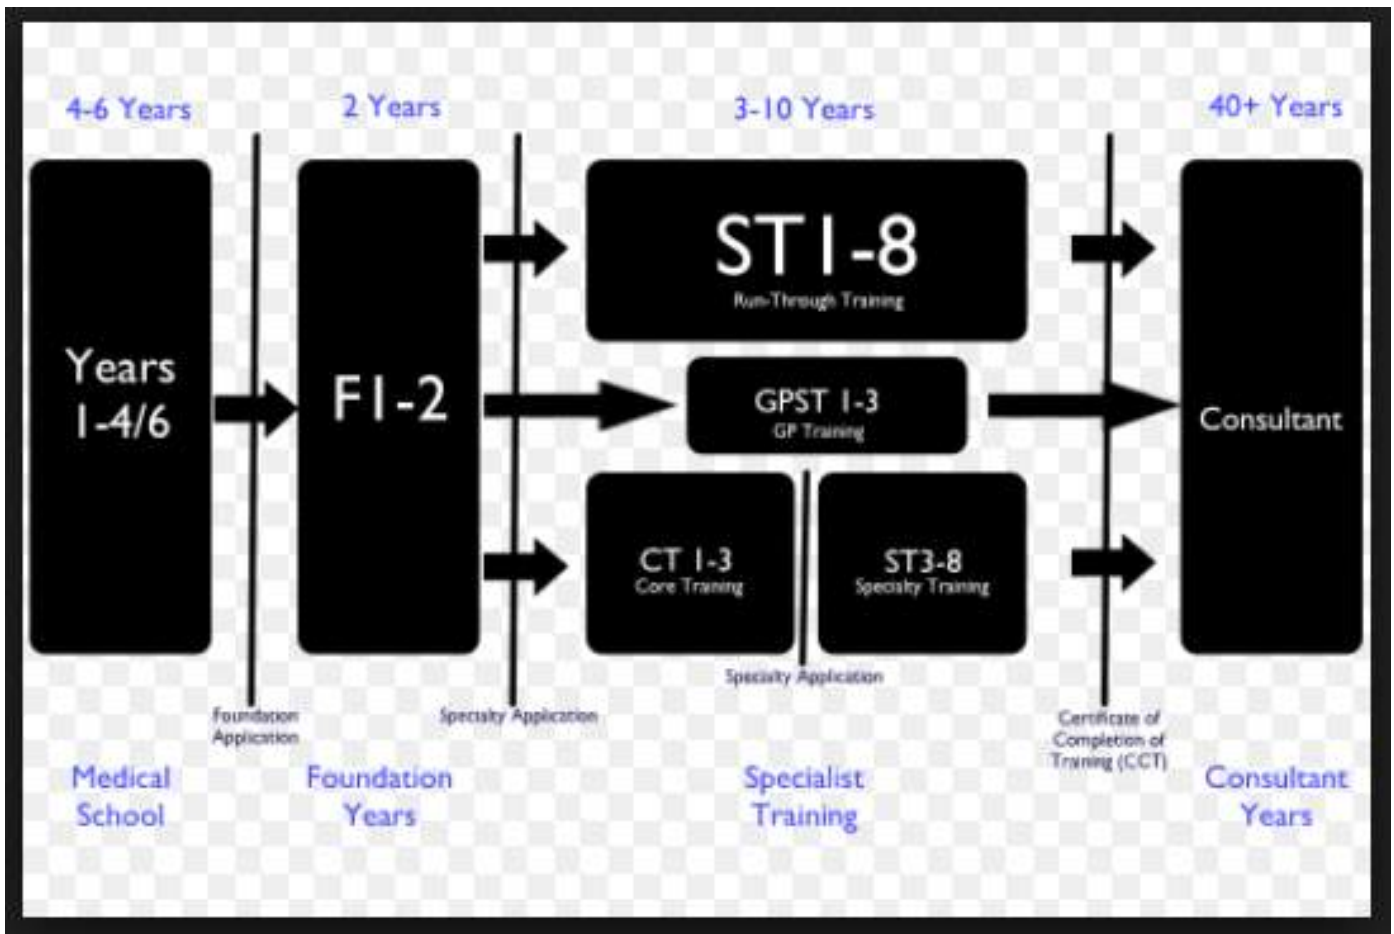 4-6 Years
2 Years
3-10 Years
40+ Years
Years
1-4/6
F1-2
ST1-8
Run-Through Training
GPST 1-3
GP Training
CT 1-3
Core Training
ST3-8
Specialty Training
Consultant
Specialty Application
Foundation
Application
Specialty Application
Certificate of
Completion of
Training (CCT)
Medical
School
Foundation
Years
Specialist
Training
Consultant
Years